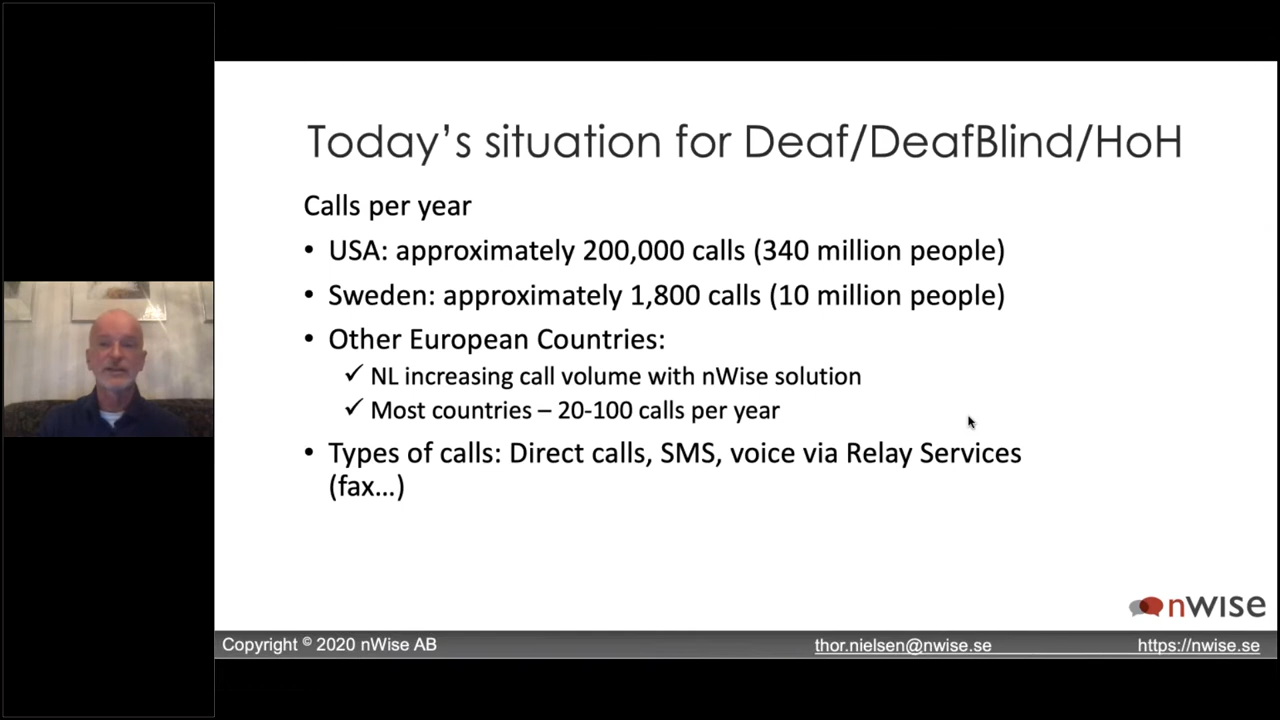 Today's situation for Deaf/DeafBlind/HoH
Calls per year
• USA: approximately 200,000 calls (340 million people)
• Sweden: approximately 1,800 calls (10 million people)
• Other European Countries:
✓ NL increasing call volume with nWise solution
✓ Most countries – 20-100 calls per year
• Types of calls: Direct calls, SMS, voice via Relay Services
(fax...)
nWISE
Copyright © 2020 nWise AB
thor.nielsen@nwise.se
https://nwise.se